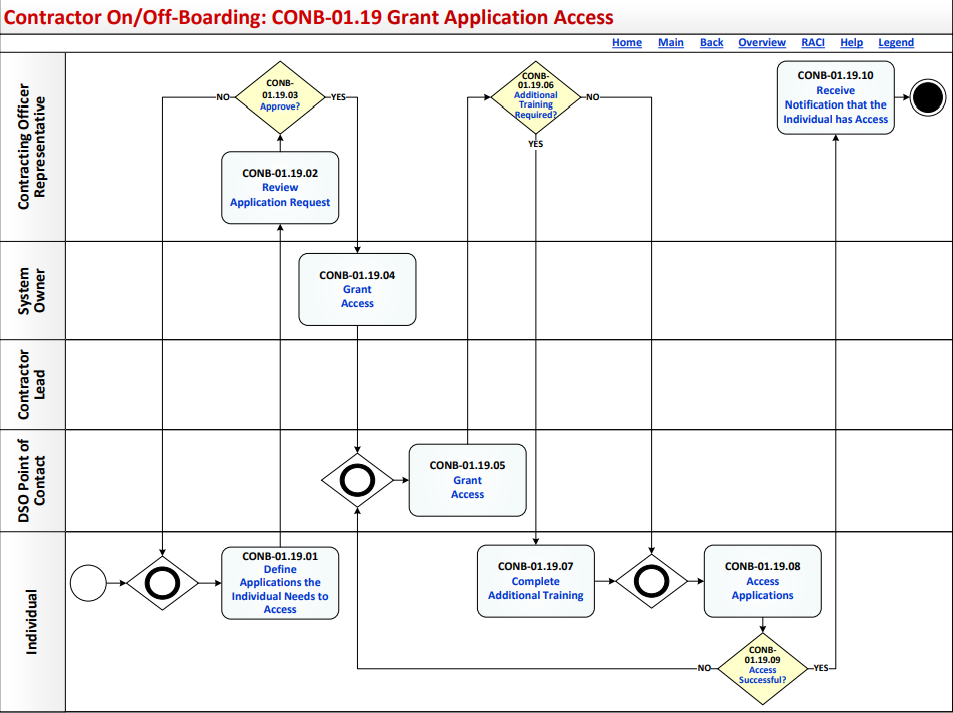 Contractor On/Off-Boarding: CONB-01.19 Grant Application Access
Home Main Back Overview RACI Help Legend
Contracting Officer
Representative
CONB-
01.19.03
Approve?
NO
YES
CONB-01.19.02
Review
Application Request
CONB-
01.19.06
Additional
Training
Required?
NO
YES
CONB-01.19.10
Receive
Notification that the
Individual has Access
System
Owner
CONB-01.19.04
Grant
Access
Contractor
Lead
DSO Point of
Contact
CONB-01.19.05
Grant
Access
Individual
CONB-01.19.01
Define
Applications the
Individual Needs to
Access
CONB-01.19.07
Complete
Additional Training
CONB-01.19.08
Access
Applications
CONB-
01.19.09
Access
Successful?
NO
YES